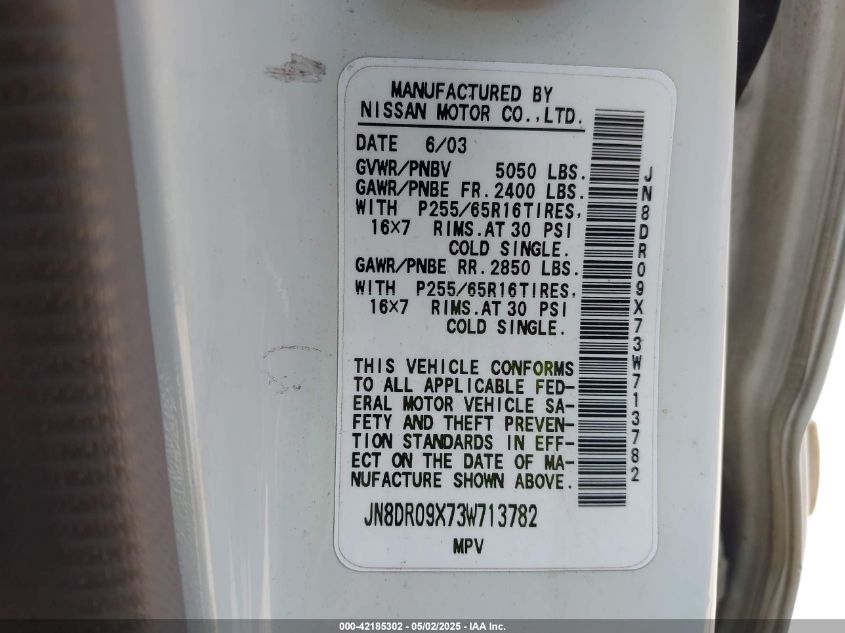 MANUFACTURED BY
NISSAN MOTOR CO.,LTD.
DATE 6/03
GVWR/PNBV 5050 LBS.
GAWR/PNBE FR. 2400 LBS.
WITH P255/65R16TIRES,
16X7 RIMS.AT 30 PSI
COLD SINGLE.
GAWR/PNBE RR. 2850 LBS.
WITH P255/65R16TIRES,
16X7 RIMS.AT 30 PSI
COLD SINGLE.
THIS VEHICLE CONFORMS
TO ALL APPLICABLE FED-
ERAL MOTOR VEHICLE SA-
FETY AND THEFT PREVEN-
TION STANDARDS IN EFF-
ECT ON THE DATE OF MA-
NUFACTURE SHOWN ABOVE.
JN8DR09X73W713782
MPV
JN8DR09X73W713782
000-42185302 - 05/02/2025 - IAA Inc.